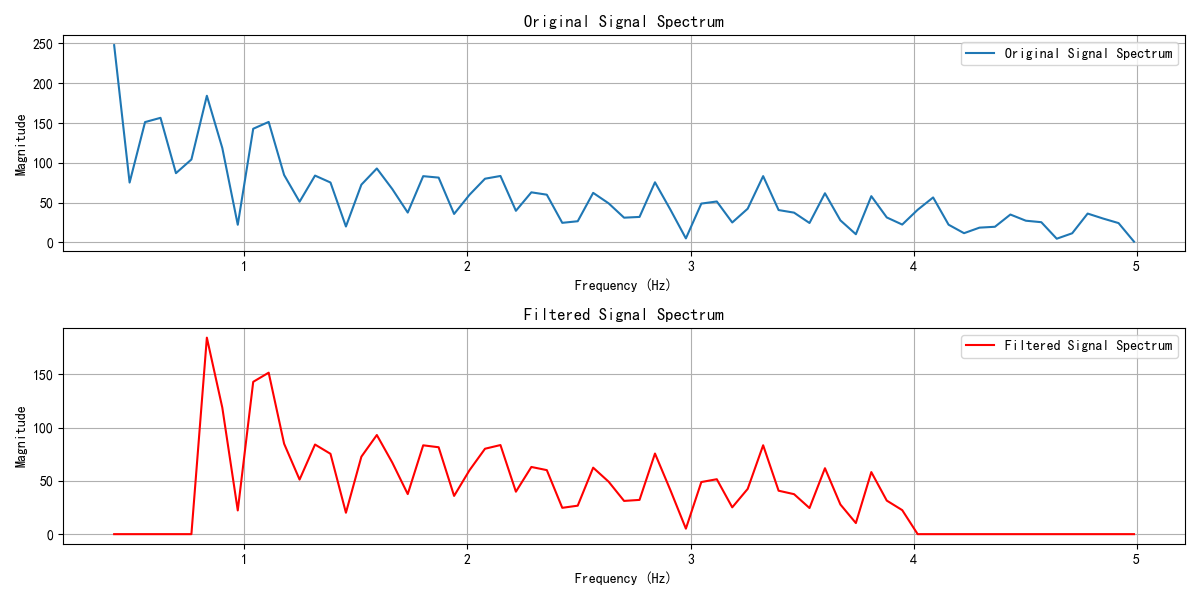 Original Signal Spectrum
Original Signal Spectrum
Magnitude
250
200
150
100
50
0
1 2 3 4 5
Frequency (Hz)
Filtered Signal Spectrum
Filtered Signal Spectrum
Magnitude
150
100
50
0
1 2 3 4 5
Frequency (Hz)